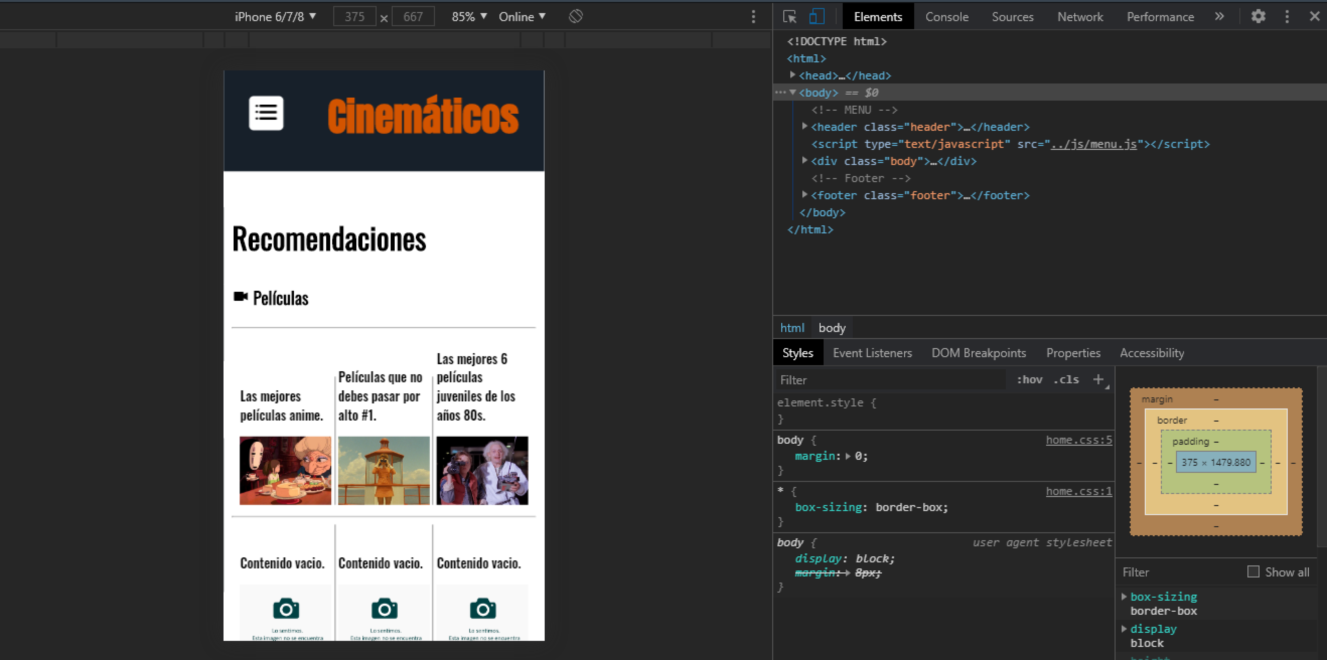 iPhone 6/7/8 ▼ 375 x 667 85% ▼ Online ▼
Elements Console Sources Network Performance »
<!DOCTYPE html>
<html>
<head>…</head>
<body> == $0
<!-- MENU -->
<header class="header">…</header>
<script type="text/javascript" src="../js/menu.js"></script>
<div class="body">…</div>
<!-- Footer -->
<footer class="footer">…</footer>
</body>
</html>
html body
Styles Event Listeners DOM Breakpoints Properties Accessibility
Filter :hov .cls +
element.style {
}
body { home.css:5
margin: 0;
}
* { home.css:1
box-sizing: border-box;
}
body { user agent stylesheet
display: block;
margin: 8px;
}
margin –
border –
padding –
– – – 375 × 1479.880 – – –
–
–
–
Filter Show all
box-sizing
border-box
display
block
height
Cinemáticos
Recomendaciones
Películas
Las mejores
películas anime.
Películas que no
debes pasar por
alto #1.
Las mejores 6
películas
juveniles de los
años 80s.
Contenido vacio.
Contenido vacio.
Contenido vacio.
Lo sentimos.
Esta imagen no se encuentra
Lo sentimos.
Esta imagen no se encuentra
Lo sentimos.
Esta imagen no se encuentra